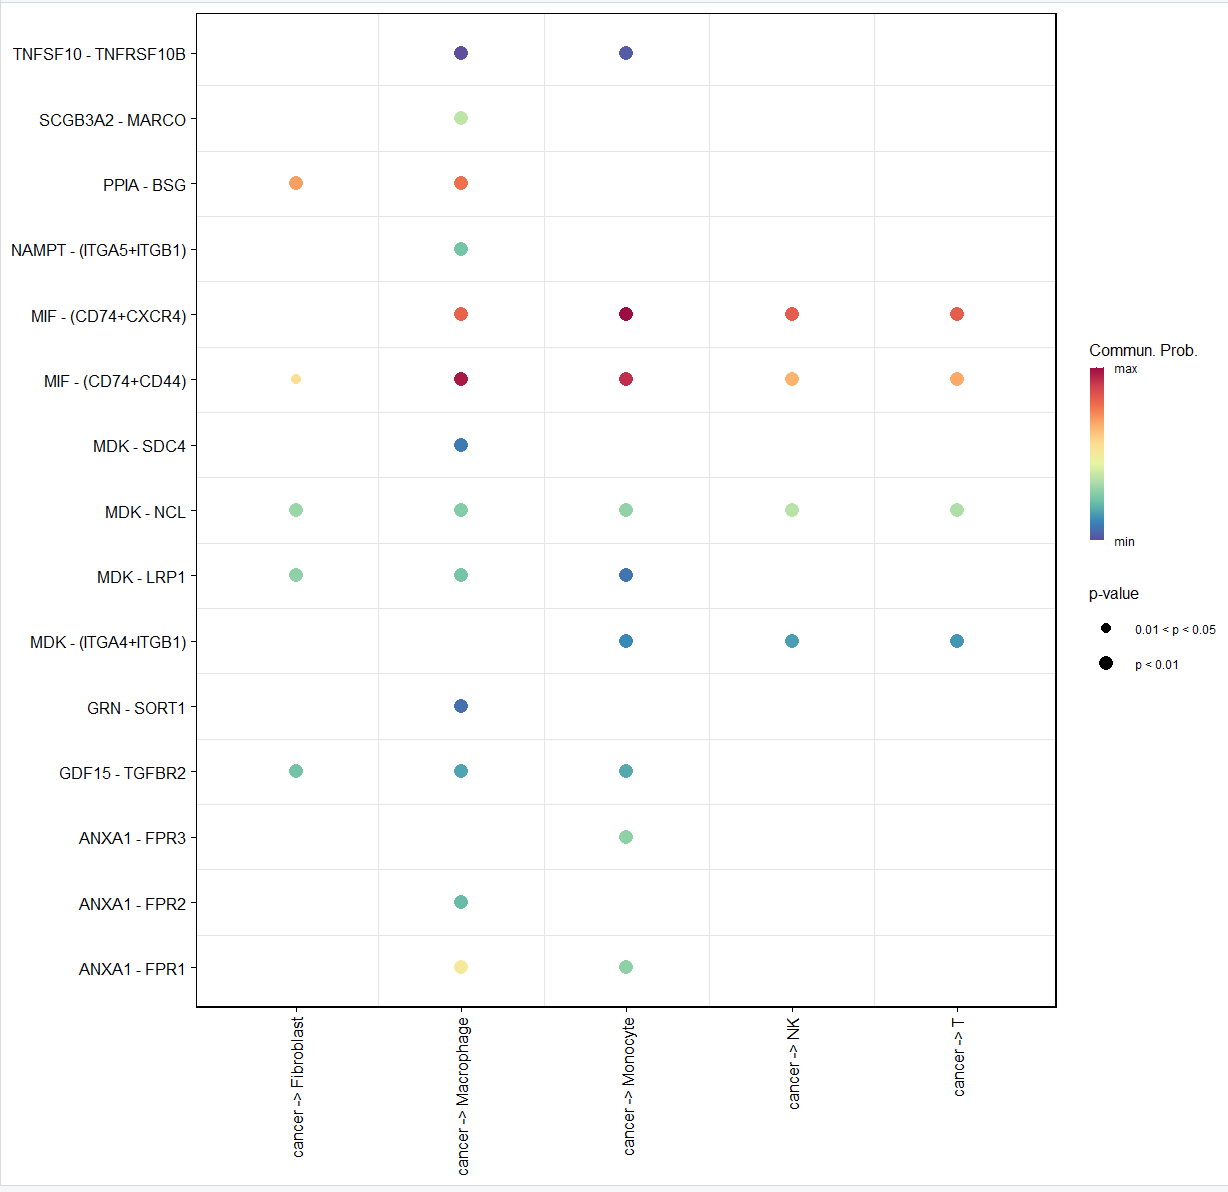 TNFSF10 - TNFRSF10B
SCGB3A2 - MARCO
PPIA - BSG
NAMPT - (ITGA5+ITGB1)
MIF - (CD74+CXCR4)
MIF - (CD74+CD44)
MDK - SDC4
MDK - NCL
MDK - LRP1
MDK - (ITGA4+ITGB1)
GRN - SORT1
GDF15 - TGFBR2
ANXA1 - FPR3
ANXA1 - FPR2
ANXA1 - FPR1
cancer -> Fibroblast
cancer -> Macrophage
cancer -> Monocyte
cancer -> NK
cancer -> T
Commun. Prob.
max
min
p-value
0.01 < p < 0.05
p < 0.01